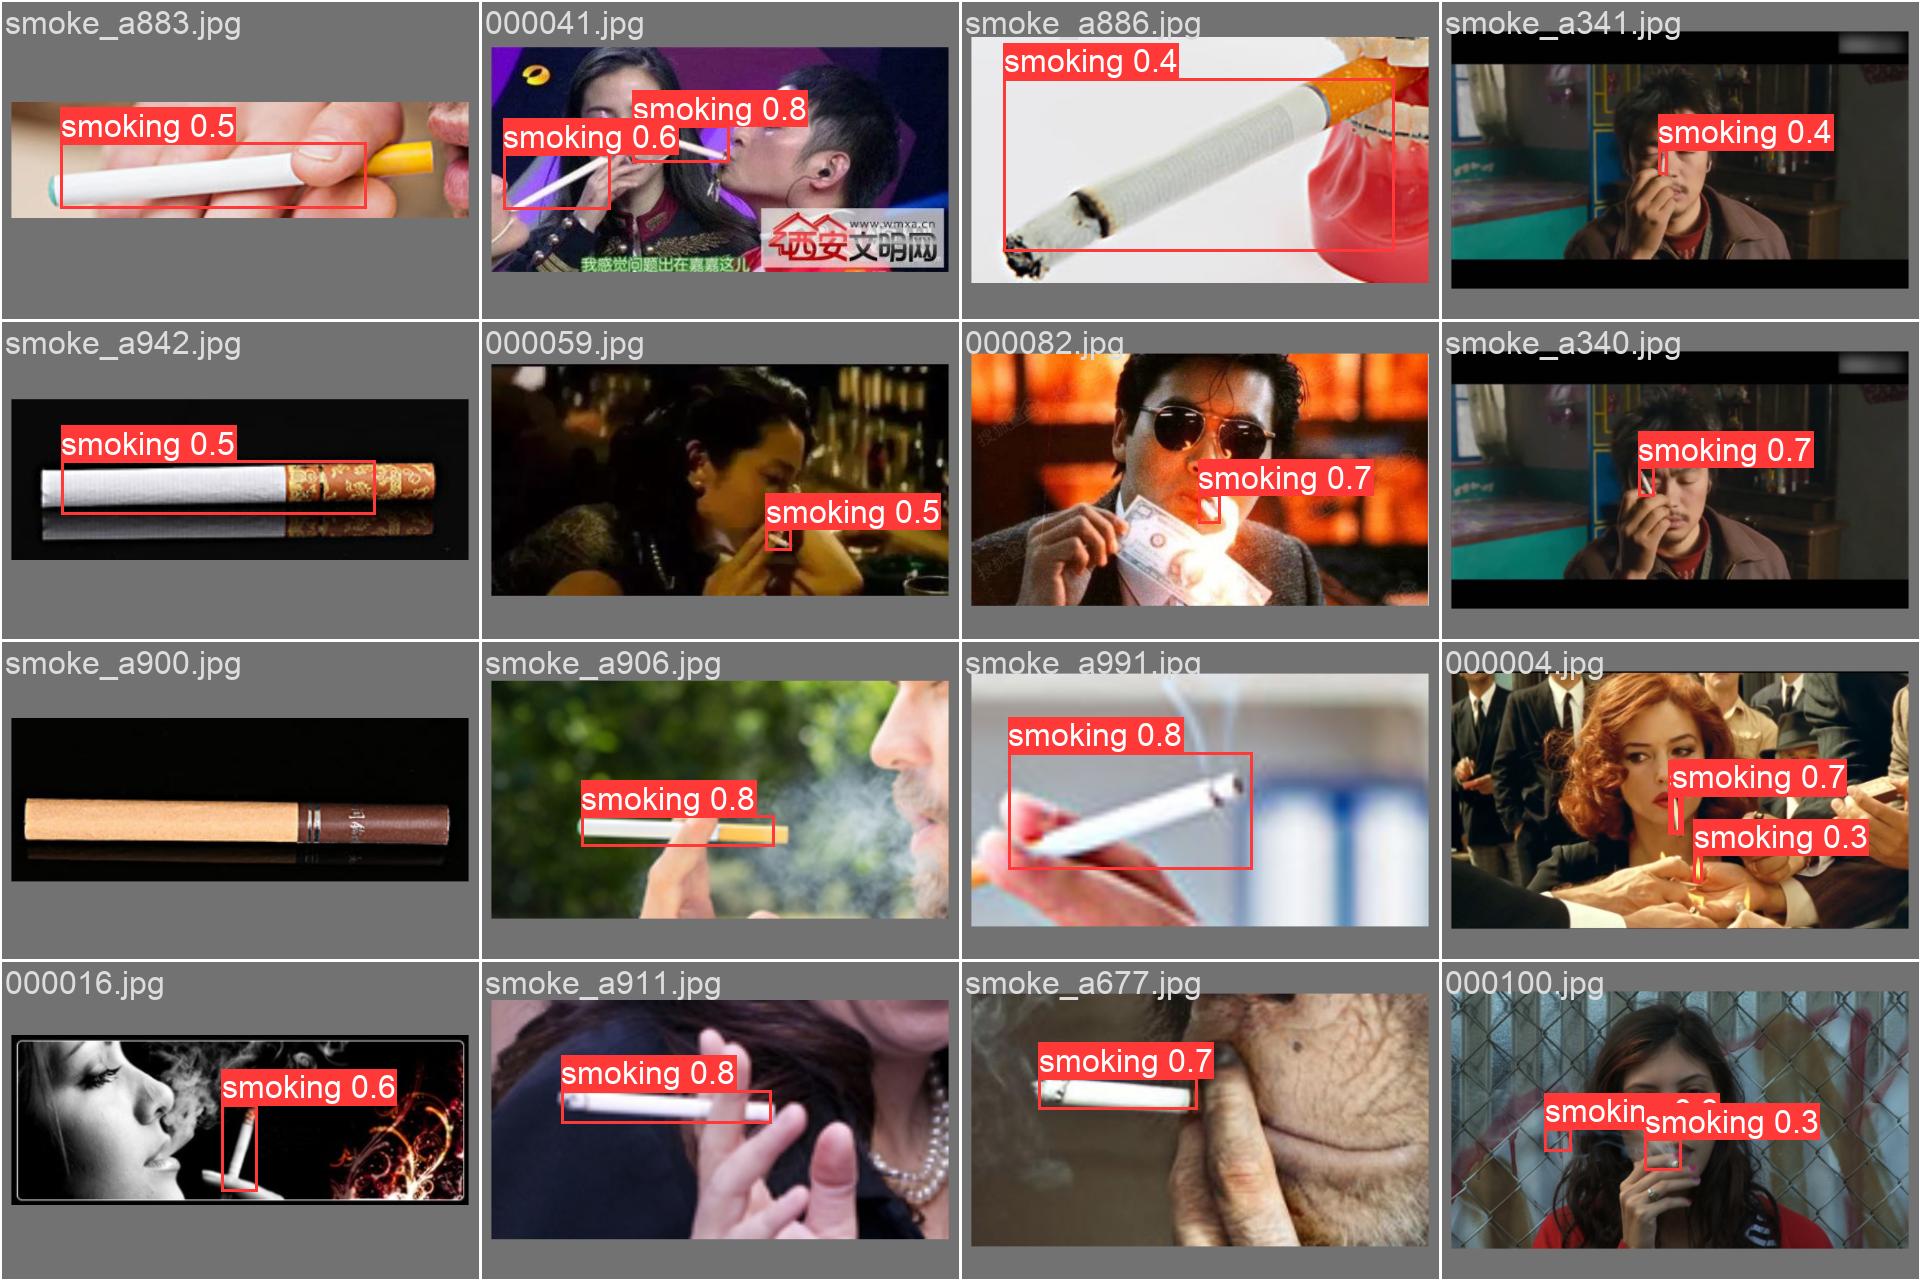 smoke_a883.jpg
000041.jpg
smoke_a886.jpg
smoke_a341.jpg
smoking 0.5
smoking 0.8
smoking 0.6
www.wmxa.cn
西安文明网
我感觉问题出在嘉嘉这儿
smoking 0.4
smoking 0.4
smoke_a942.jpg
000059.jpg
000082.jpg
smoke_a340.jpg
smoking 0.5
smoking 0.5
smoking 0.7
smoking 0.7
smoke_a900.jpg
smoke_a906.jpg
smoke_a991.jpg
000004.jpg
smoking 0.8
smoking 0.8
smoking 0.7
smoking 0.3
000016.jpg
smoke_a911.jpg
smoke_a677.jpg
000100.jpg
smoking 0.6
smoking 0.8
smoking 0.7
smokin
smoking 0.3